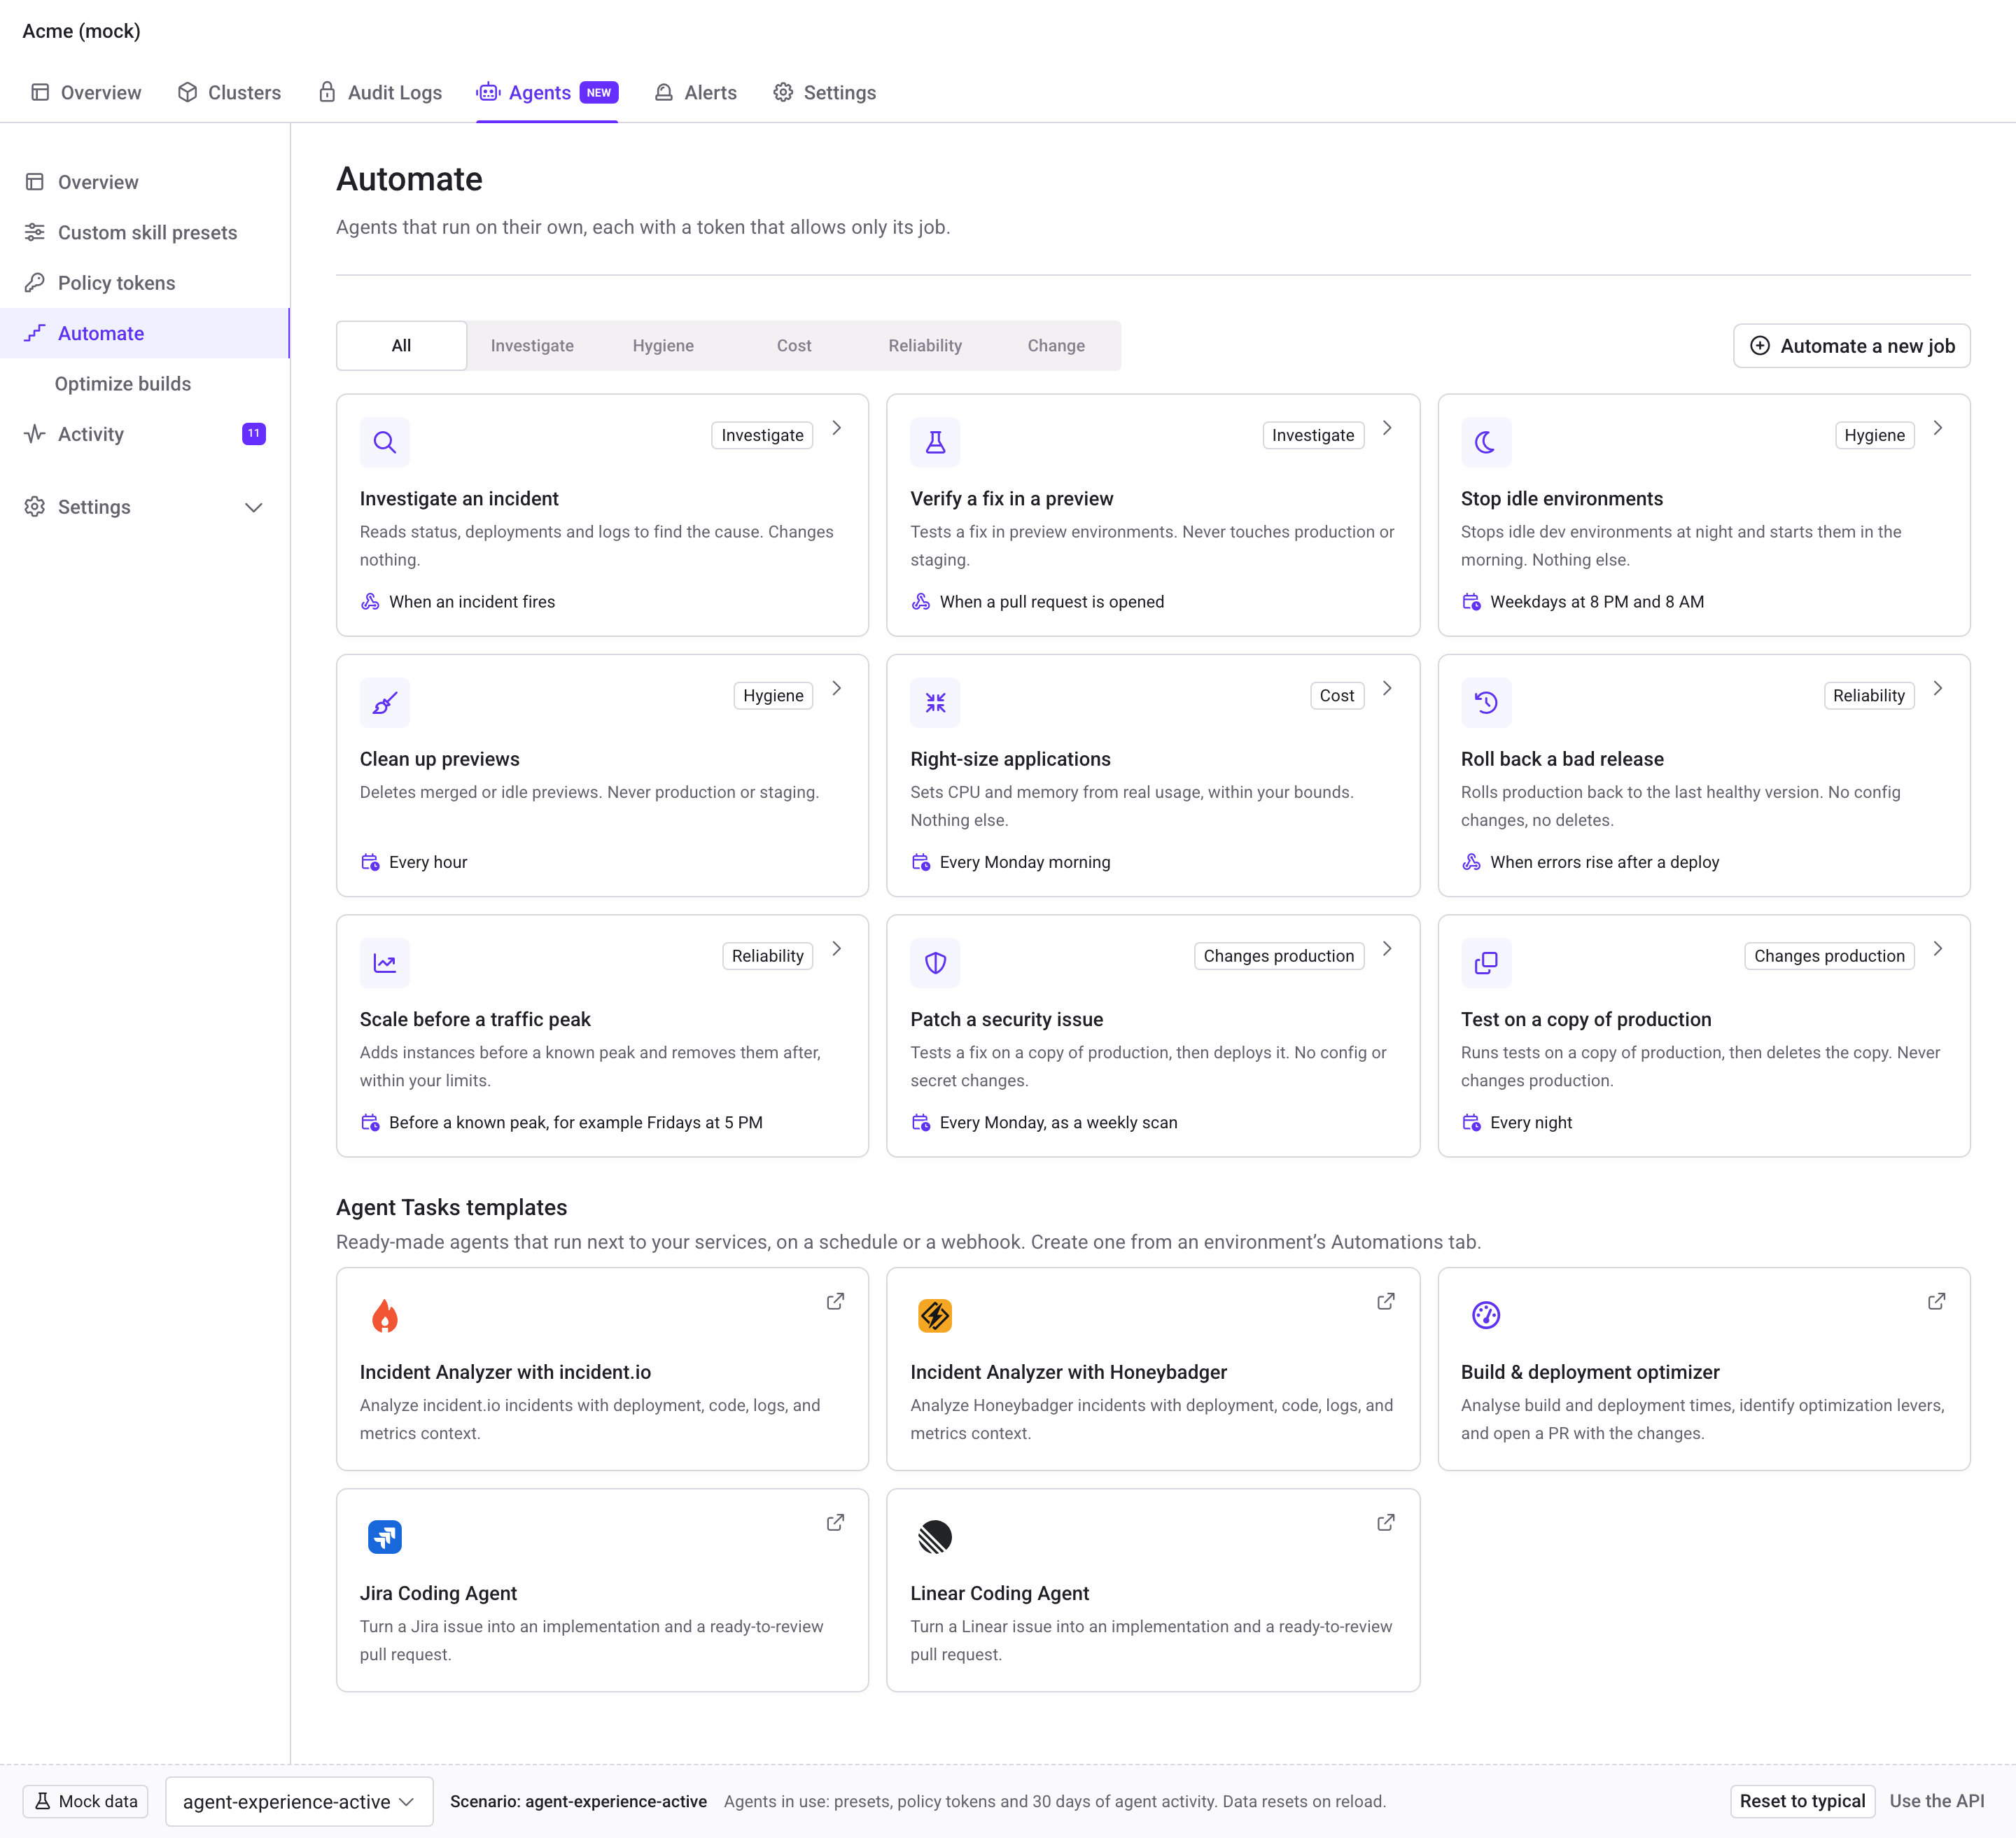 Acme (mock)
Overview
Clusters
Audit Logs
Agents NEW
Alerts
Settings
Overview
Custom skill presets
Policy tokens
Automate
Optimize builds
Activity 11
Settings
Automate
Agents that run on their own, each with a token that allows only its job.
All
Investigate
Hygiene
Cost
Reliability
Change
Automate a new job
Investigate
Investigate an incident
Reads status, deployments and logs to find the cause. Changes
nothing.
When an incident fires
Investigate
Verify a fix in a preview
Tests a fix in preview environments. Never touches production or
staging.
When a pull request is opened
Hygiene
Stop idle environments
Stops idle dev environments at night and starts them in the
morning. Nothing else.
Weekdays at 8 PM and 8 AM
Hygiene
Clean up previews
Deletes merged or idle previews. Never production or staging.
Every hour
Cost
Right-size applications
Sets CPU and memory from real usage, within your bounds.
Nothing else.
Every Monday morning
Reliability
Roll back a bad release
Rolls production back to the last healthy version. No config
changes, no deletes.
When errors rise after a deploy
Reliability
Scale before a traffic peak
Adds instances before a known peak and removes them after,
within your limits.
Before a known peak, for example Fridays at 5 PM
Changes production
Patch a security issue
Tests a fix on a copy of production, then deploys it. No config or
secret changes.
Every Monday, as a weekly scan
Changes production
Test on a copy of production
Runs tests on a copy of production, then deletes the copy. Never
changes production.
Every night
Agent Tasks templates
Ready-made agents that run next to your services, on a schedule or a webhook. Create one from an environment’s Automations tab.
Incident Analyzer with incident.io
Analyze incident.io incidents with deployment, code, logs, and
metrics context.
Incident Analyzer with Honeybadger
Analyze Honeybadger incidents with deployment, code, logs, and
metrics context.
Build & deployment optimizer
Analyse build and deployment times, identify optimization levers,
and open a PR with the changes.
Jira Coding Agent
Turn a Jira issue into an implementation and a ready-to-review
pull request.
Linear Coding Agent
Turn a Linear issue into an implementation and a ready-to-review
pull request.
Mock data
agent-experience-active
Scenario: agent-experience-active
Agents in use: presets, policy tokens and 30 days of agent activity. Data resets on reload.
Reset to typical
Use the API